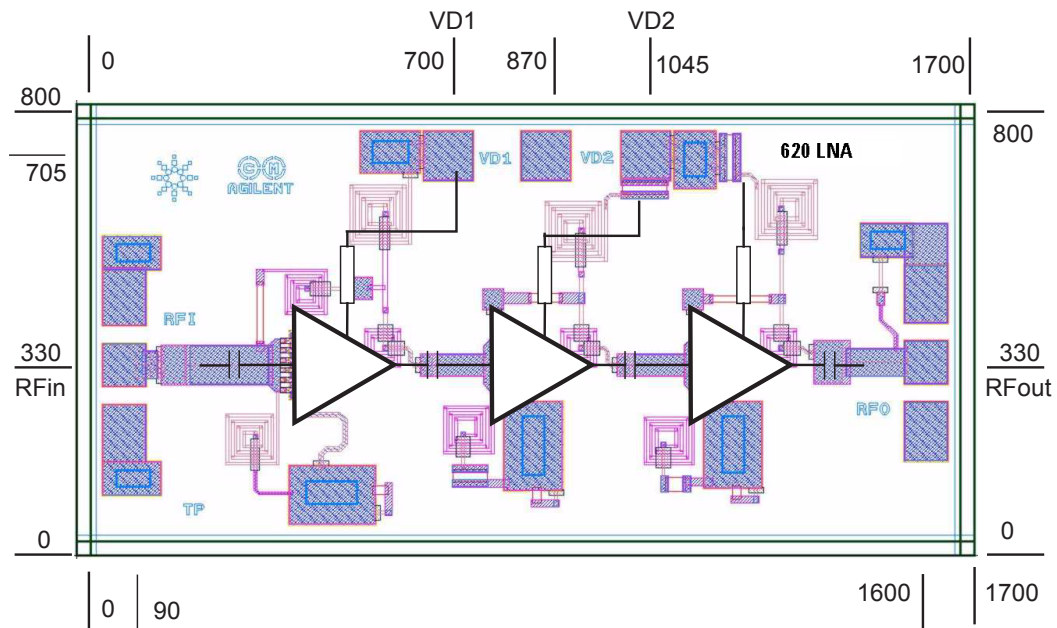 VD1 VD2
0 700 870 1045 1700
800 800
705
VD1 VD2 620 LNA
GM
AGILENT
RFI
330 330
RFin RFout
RFO
TP
0 0
0 90 1600 1700